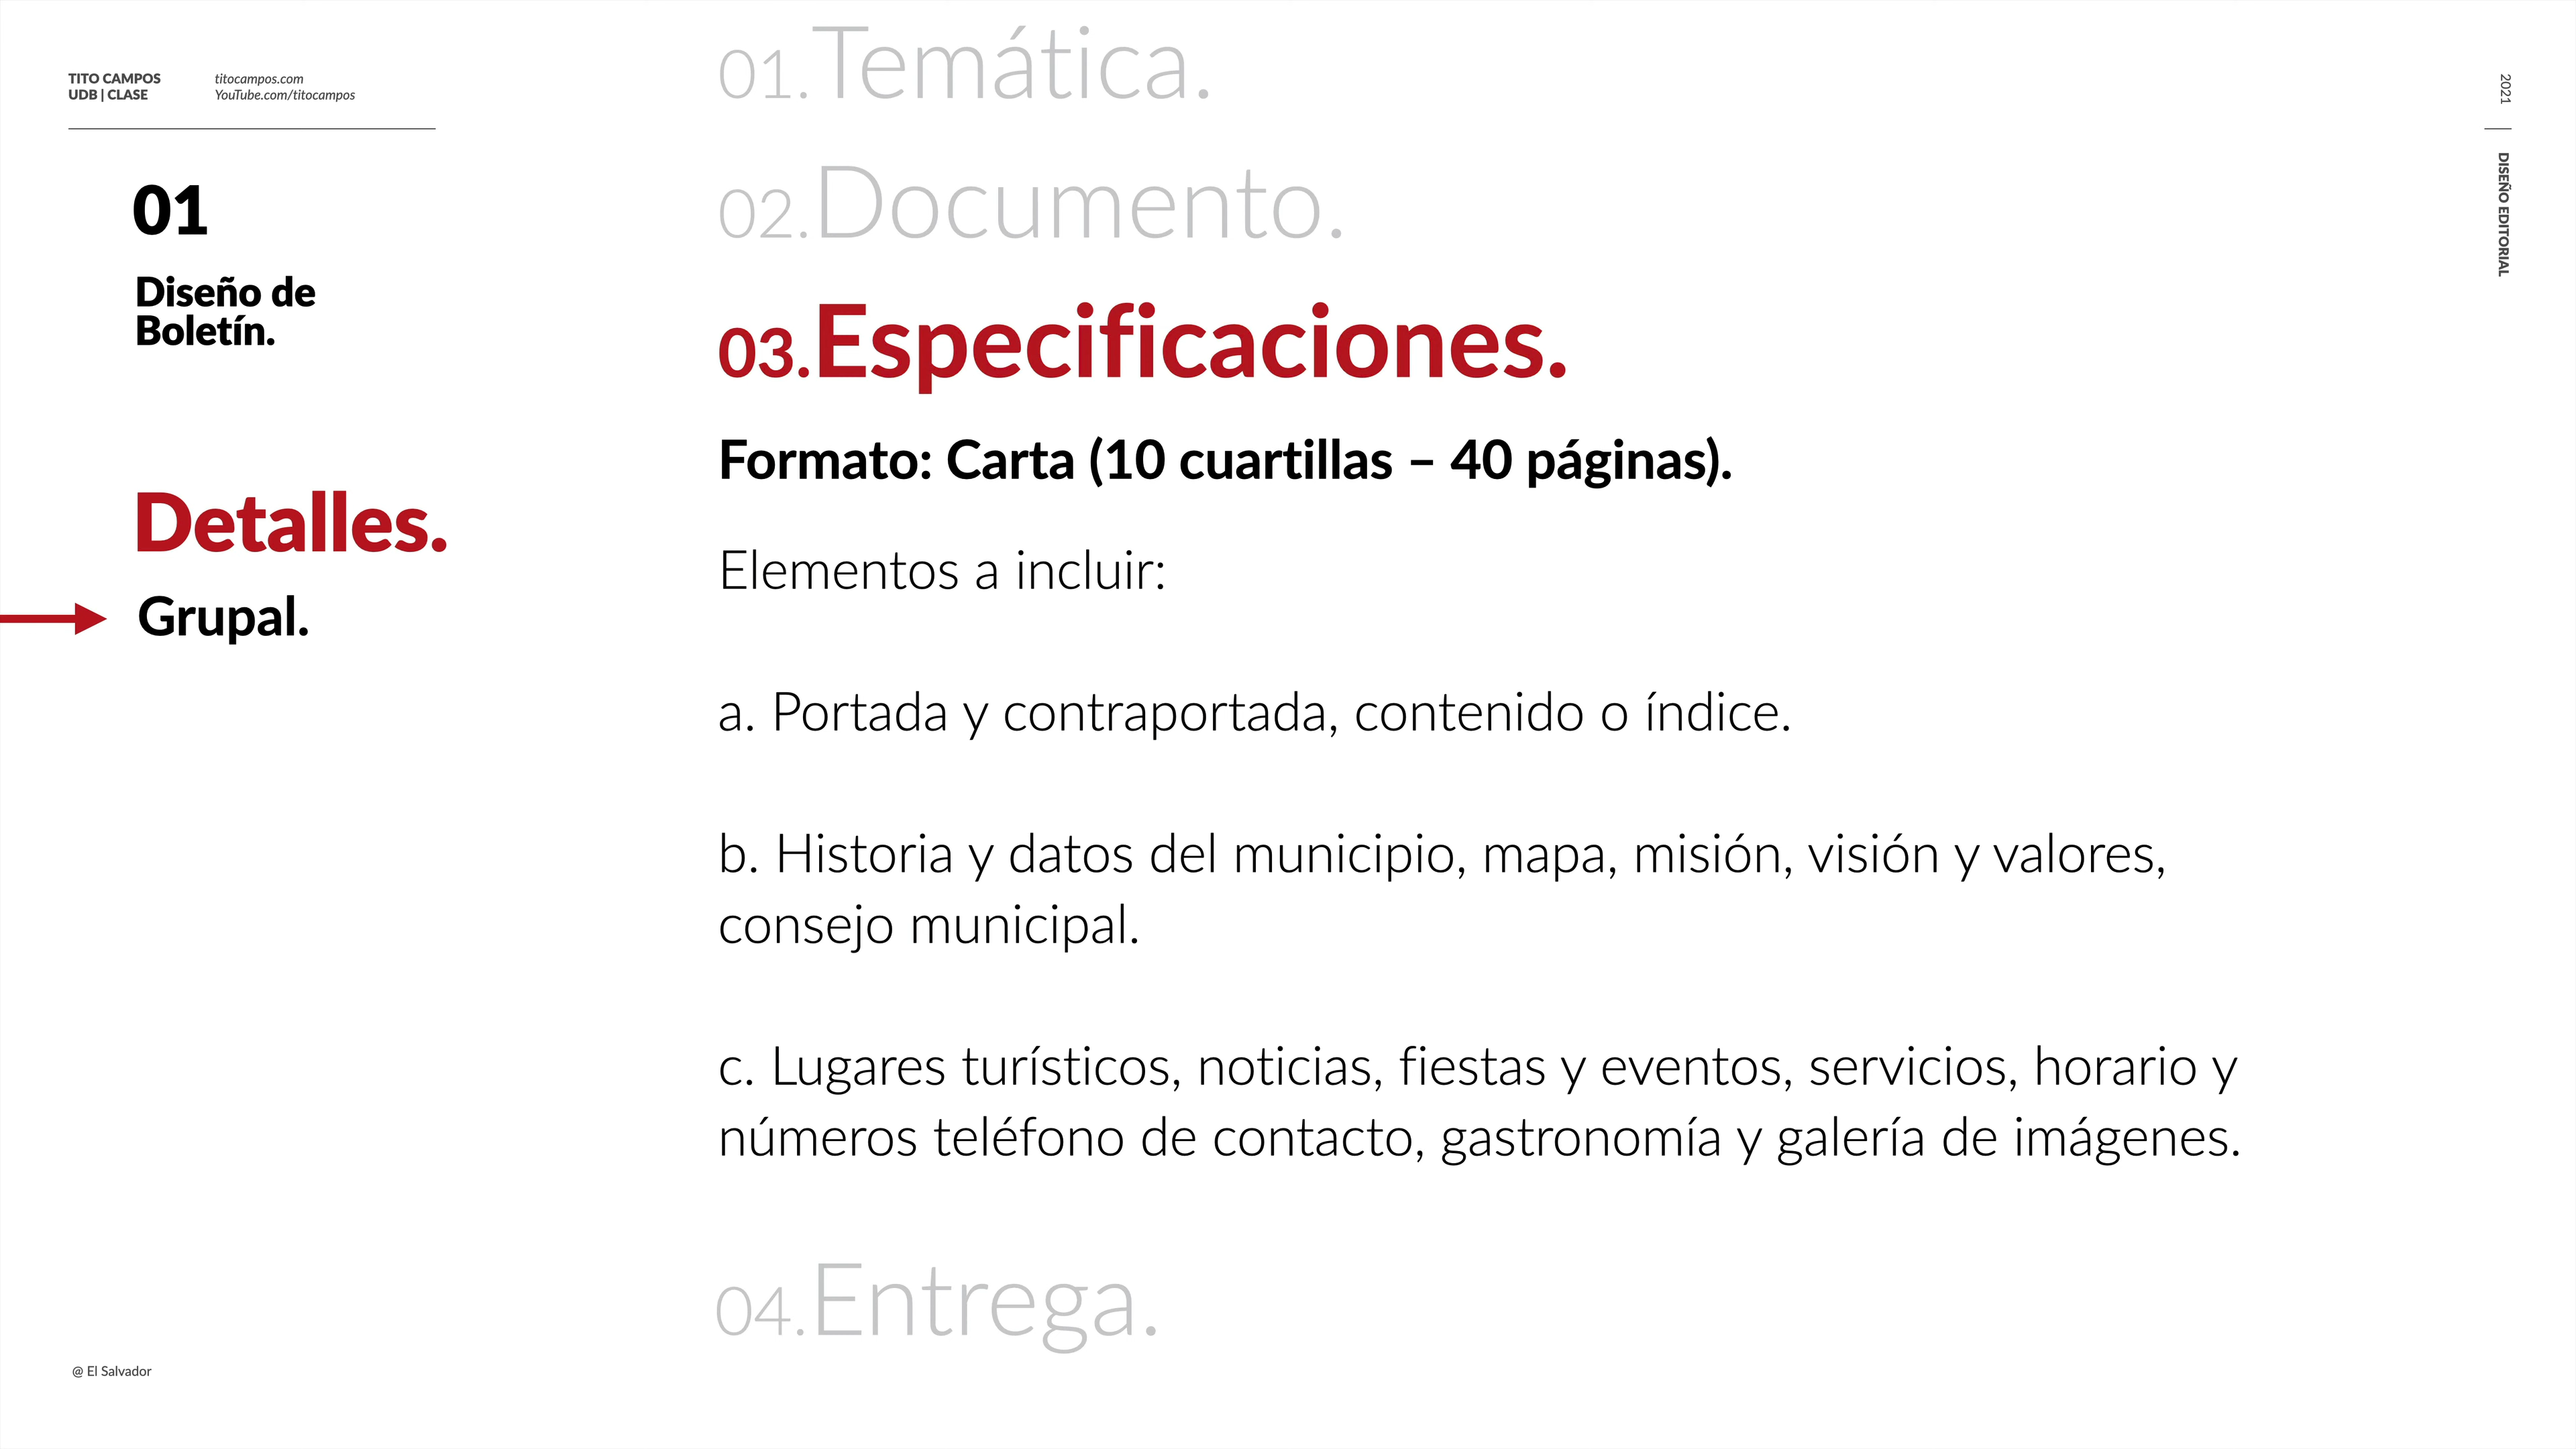 TITO CAMPOS
UDB | CLASE
titocampos.com
YouTube.com/titocampos
01
Diseño de
Boletín.
Detalles.
Grupal.
01.Temática.
02.Documento.
03.Especificaciones.
Formato: Carta (10 cuartillas – 40 páginas).
Elementos a incluir:
a. Portada y contraportada, contenido o índice.
b. Historia y datos del municipio, mapa, misión, visión y valores,
consejo municipal.
c. Lugares turísticos, noticias, fiestas y eventos, servicios, horario y
números teléfono de contacto, gastronomía y galería de imágenes.
04.Entrega.
2021
DISEÑO EDITORIAL
@ El Salvador